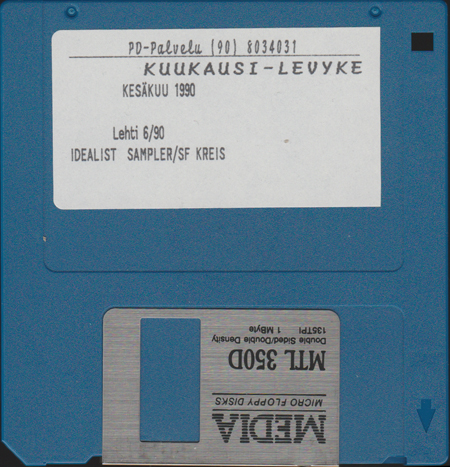 PD-Palvelu (90) 8034031
KUUKAUSI-LEVYKE
KESÄKUU 1990
Lehti 6/90
IDEALIST SAMPLER/SF KREIS
MEDIA
MICRO FLOPPY DISKS
MTL 350D
Double Sided/Double Density
135TPI 1 MByte